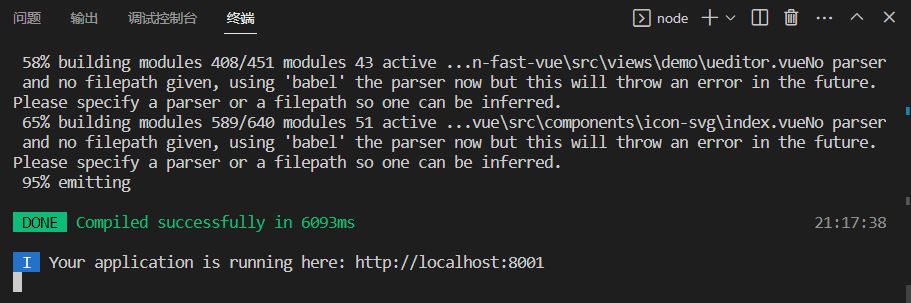 问题 输出 调试控制台 终端 node
58% building modules 408/451 modules 43 active ...n-fast-vue\src\views\demo\ueditor.vueNo parser
and no filepath given, using 'babel' the parser now but this will throw an error in the future.
Please specify a parser or a filepath so one can be inferred.
65% building modules 589/640 modules 51 active ...vue\src\components\icon-svg\index.vueNo parser
and no filepath given, using 'babel' the parser now but this will throw an error in the future.
Please specify a parser or a filepath so one can be inferred.
95% emitting
DONE Compiled successfully in 6093ms 21:17:38
I Your application is running here: http://localhost:8001